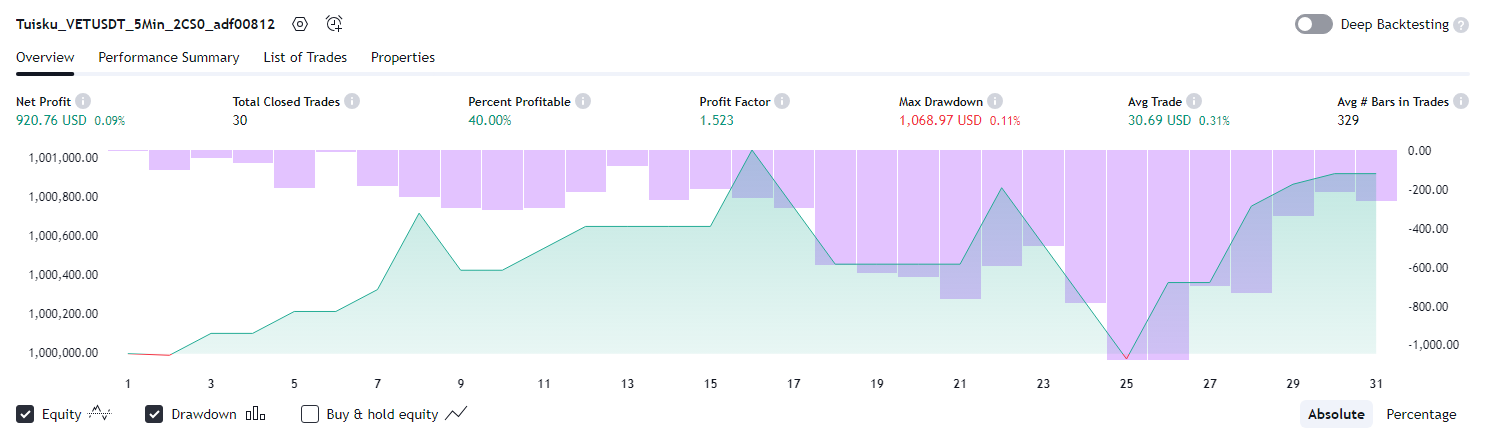 Tuisku_VETUSDT_5Min_2CS0_adf00812 Deep Backtesting ?
Overview Performance Summary List of Trades Properties
Net Profit i Total Closed Trades i Percent Profitable i Profit Factor i Max Drawdown i Avg Trade i Avg # Bars in Trades i
920.76 USD 0.09% 30 40.00% 1.523 1,068.97 USD 0.11% 30.69 USD 0.31% 329
1,001,000.00 0.00
1,000,800.00 -200.00
1,000,600.00 -400.00
1,000,400.00 -600.00
1,000,200.00 -800.00
1,000,000.00 -1,000.00
1 3 5 7 9 11 13 15 17 19 21 23 25 27 29 31
Equity Drawdown Buy & hold equity Absolute Percentage